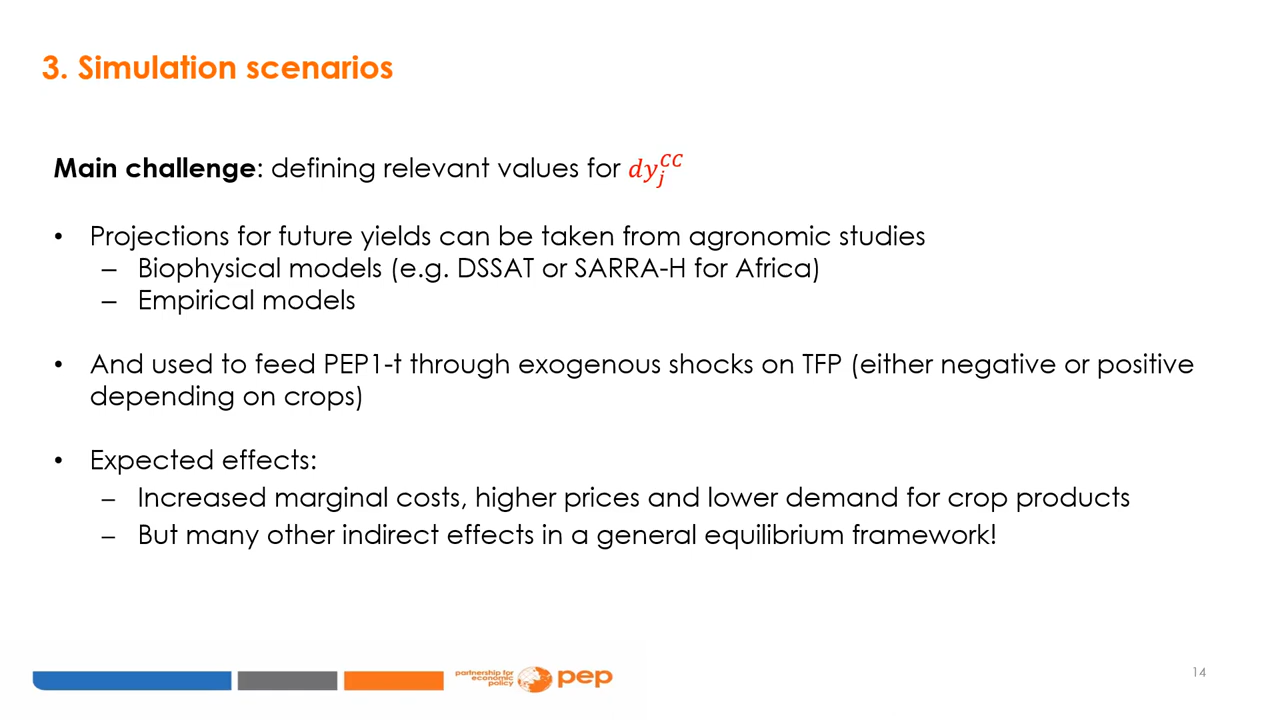 3. Simulation scenarios
Main challenge: defining relevant values for $dy_j^{CC}$
• Projections for future yields can be taken from agronomic studies
– Biophysical models (e.g. DSSAT or SARRA-H for Africa)
– Empirical models
• And used to feed PEP1-t through exogenous shocks on TFP (either negative or positive
depending on crops)
• Expected effects:
– Increased marginal costs, higher prices and lower demand for crop products
– But many other indirect effects in a general equilibrium framework!
partnership for
economic
policy
pep
14